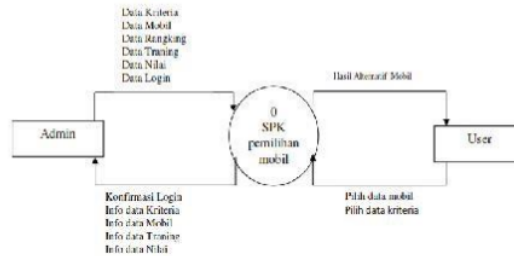 Data Kriteria
Data Mobil
Data Rangking
Data Traning
Data Nilai
Data Login
Hasil Alternatif Mobil
Admin
0
SPK
pemilihan
mobil
User
Konfirmasi Login
Info data Kriteria
Info data Mobil
Info data Traning
Info data Nilai
Pilih data mobil
Pilih data kriteria